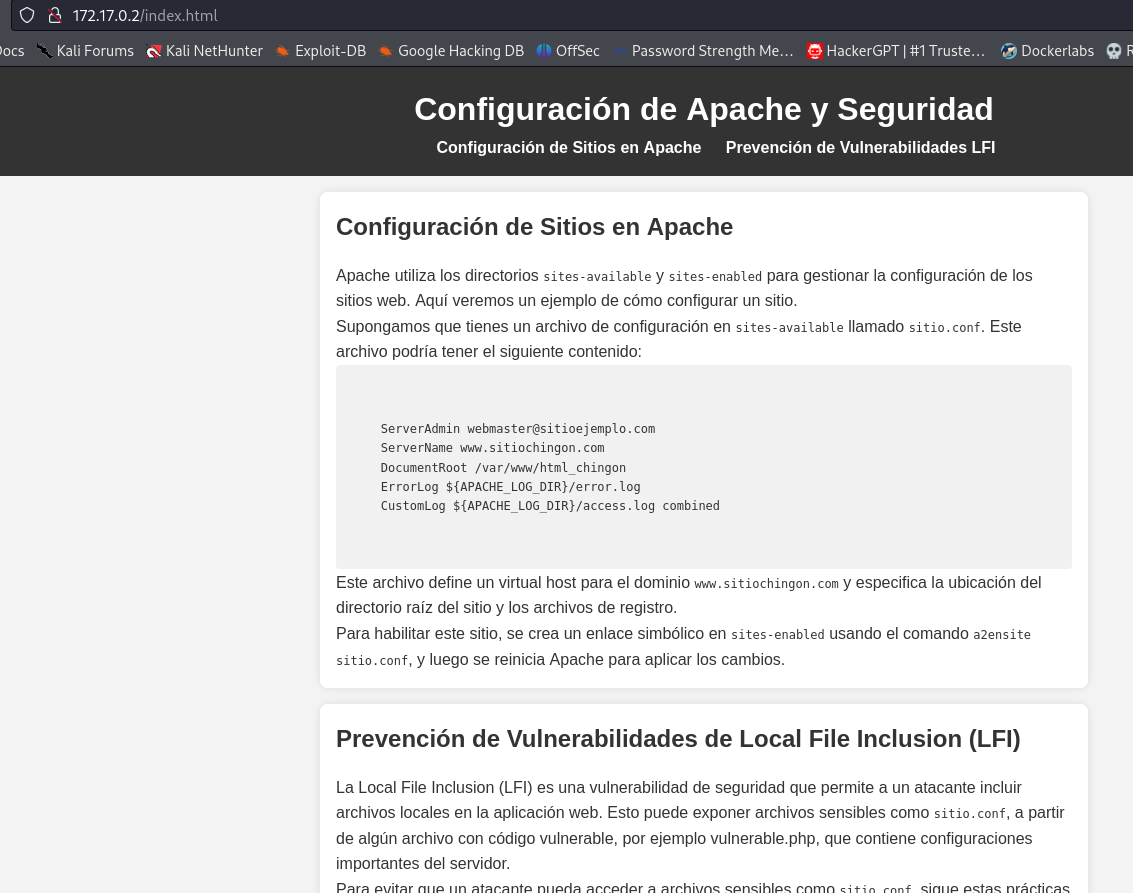 172.17.0.2/index.html
Docs Kali Forums Kali NetHunter Exploit-DB Google Hacking DB OffSec Password Strength Me… HackerGPT | #1 Truste… Dockerlabs
Configuración de Apache y Seguridad
Configuración de Sitios en Apache Prevención de Vulnerabilidades LFI
Configuración de Sitios en Apache
Apache utiliza los directorios sites-available y sites-enabled para gestionar la configuración de los
sitios web. Aquí veremos un ejemplo de cómo configurar un sitio.
Supongamos que tienes un archivo de configuración en sites-available llamado sitio.conf. Este
archivo podría tener el siguiente contenido:
ServerAdmin webmaster@sitioejemplo.com
ServerName www.sitiochingon.com
DocumentRoot /var/www/html_chingon
ErrorLog ${APACHE_LOG_DIR}/error.log
CustomLog ${APACHE_LOG_DIR}/access.log combined
Este archivo define un virtual host para el dominio www.sitiochingon.com y especifica la ubicación del
directorio raíz del sitio y los archivos de registro.
Para habilitar este sitio, se crea un enlace simbólico en sites-enabled usando el comando a2ensite
sitio.conf, y luego se reinicia Apache para aplicar los cambios.
Prevención de Vulnerabilidades de Local File Inclusion (LFI)
La Local File Inclusion (LFI) es una vulnerabilidad de seguridad que permite a un atacante incluir
archivos locales en la aplicación web. Esto puede exponer archivos sensibles como sitio.conf, a partir
de algún archivo con código vulnerable, por ejemplo vulnerable.php, que contiene configuraciones
importantes del servidor.
Para evitar que un atacante pueda acceder a archivos sensibles como sitio.conf, sigue estas prácticas